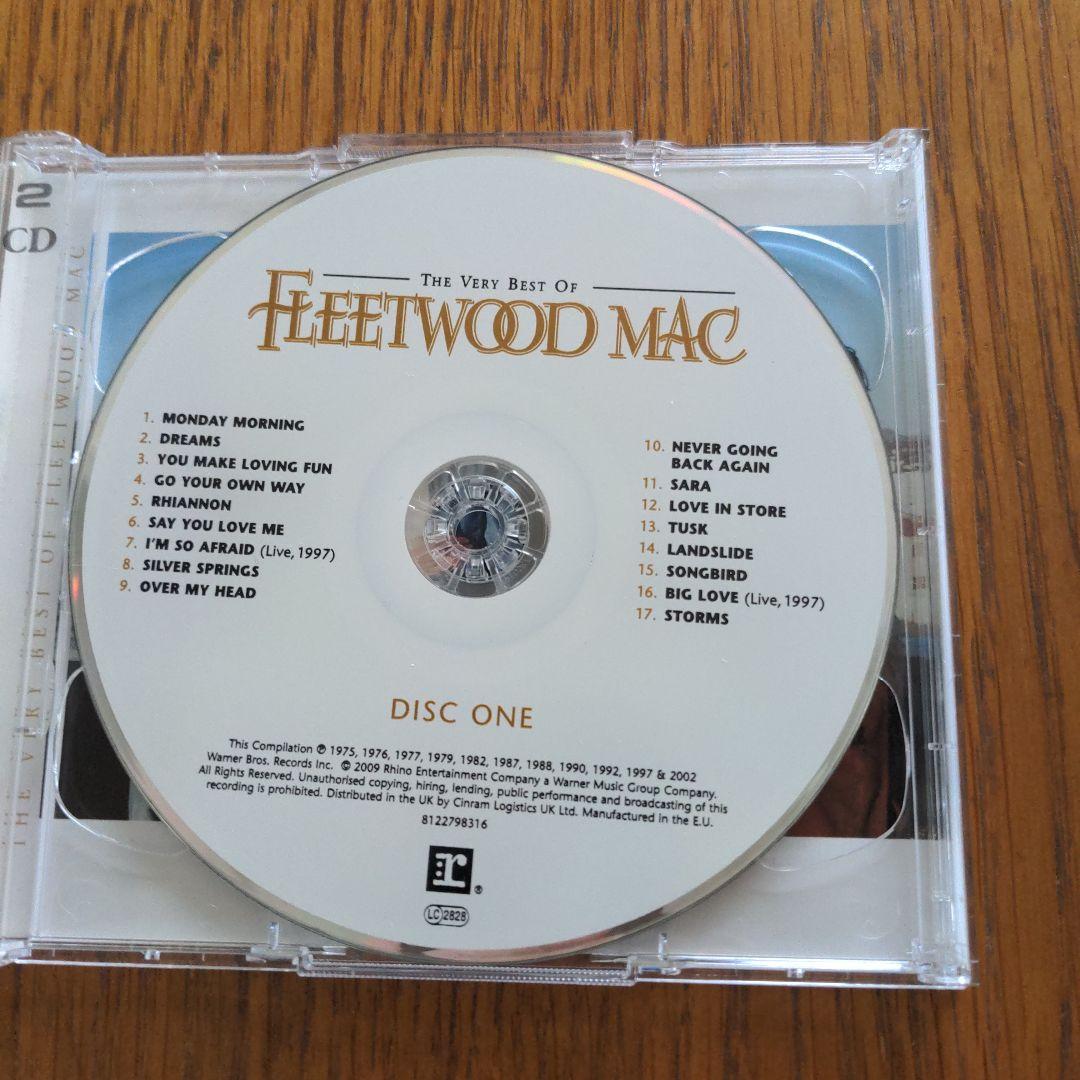 2
CD
THE VERY BEST OF FLEETWOOD MAC
THE VERY BEST OF
FLEETWOOD MAC
1. MONDAY MORNING
2. DREAMS
3. YOU MAKE LOVING FUN
4. GO YOUR OWN WAY
5. RHIANNON
6. SAY YOU LOVE ME
7. I'M SO AFRAID (Live, 1997)
8. SILVER SPRINGS
9. OVER MY HEAD
10. NEVER GOING
BACK AGAIN
11. SARA
12. LOVE IN STORE
13. TUSK
14. LANDSLIDE
15. SONGBIRD
16. BIG LOVE (Live, 1997)
17. STORMS
DISC ONE
This Compilation ℗ 1975, 1976, 1977, 1979, 1982, 1987, 1988, 1990, 1992, 1997 & 2002
Warner Bros. Records Inc. © 2009 Rhino Entertainment Company a Warner Music Group Company.
All Rights Reserved. Unauthorised copying, hiring, lending, public performance and broadcasting of this
recording is prohibited. Distributed in the UK by Cinram Logistics UK Ltd. Manufactured in the E.U.
8122798316
r ®
LC 2828